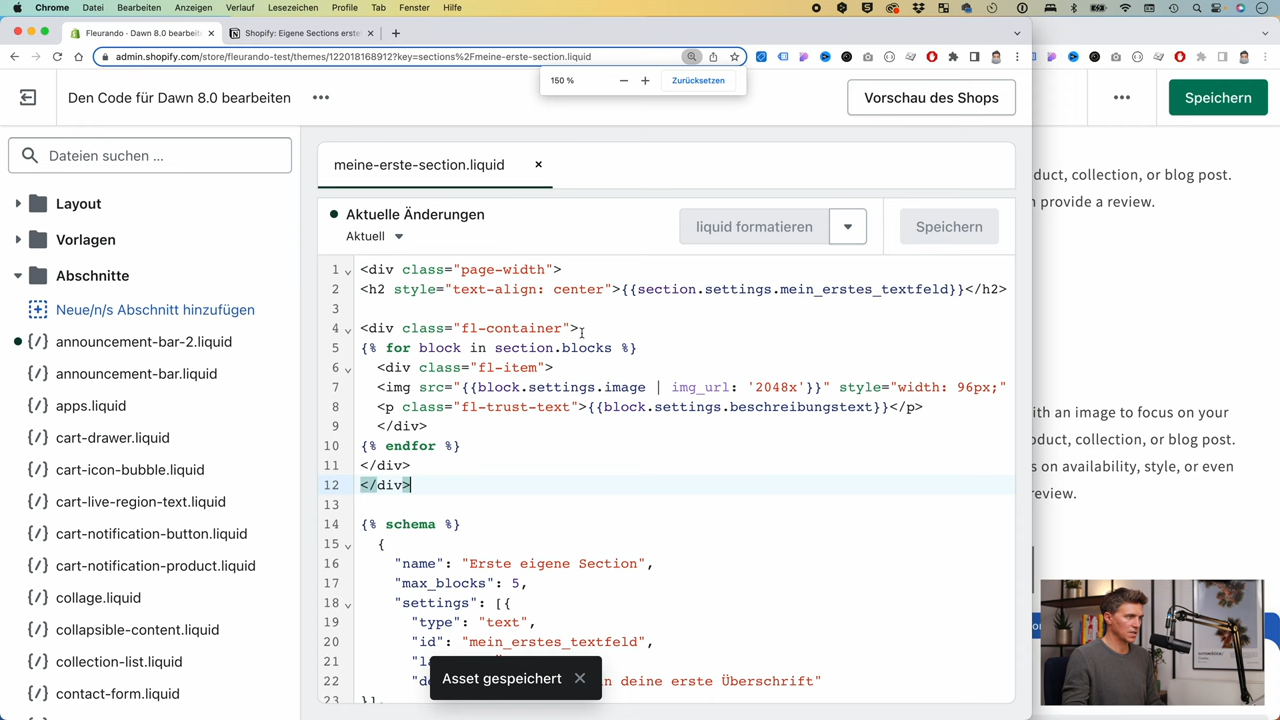 Chrome Datei Bearbeiten Anzeigen Verlauf Lesezeichen Profile Tab Fenster Hilfe
Fleurando · Dawn 8.0 bearbeit ×
Shopify: Eigene Sections erste ×
admin.shopify.com/store/fleurando-test/themes/122018168912?key=sections%2Fmeine-erste-section.liquid
150 % − + Zurücksetzen
Den Code für Dawn 8.0 bearbeiten •••
Vorschau des Shops
••• Speichern
Dateien suchen ...
Layout
Vorlagen
Abschnitte
Neue/n/s Abschnitt hinzufügen
{/} announcement-bar-2.liquid
{/} announcement-bar.liquid
{/} apps.liquid
{/} cart-drawer.liquid
{/} cart-icon-bubble.liquid
{/} cart-live-region-text.liquid
{/} cart-notification-button.liquid
{/} cart-notification-product.liquid
{/} collage.liquid
{/} collapsible-content.liquid
{/} collection-list.liquid
{/} contact-form.liquid
meine-erste-section.liquid ×
Aktuelle Änderungen
Aktuell
liquid formatieren
Speichern
1 <div class="page-width">
2 <h2 style="text-align: center">{{section.settings.mein_erstes_textfeld}}</h2>
3
4 <div class="fl-container">
5 {% for block in section.blocks %}
6 <div class="fl-item">
7 <img src="{{block.settings.image | img_url: '2048x'}}" style="width: 96px;"
8 <p class="fl-trust-text">{{block.settings.beschreibungstext}}</p>
9 </div>
10 {% endfor %}
11 </div>
12 </div>
13
14 {% schema %}
15 {
16 "name": "Erste eigene Section",
17 "max_blocks": 5,
18 "settings": [{
19 "type": "text",
20 "id": "mein_erstes_textfeld",
21 "la
22 "de n deine erste Überschrift"
23 }],
Asset gespeichert ×
duct, collection, or blog post.
n provide a review.
ith an image to focus on your
duct, collection, or blog post.
s on availability, style, or even
review.